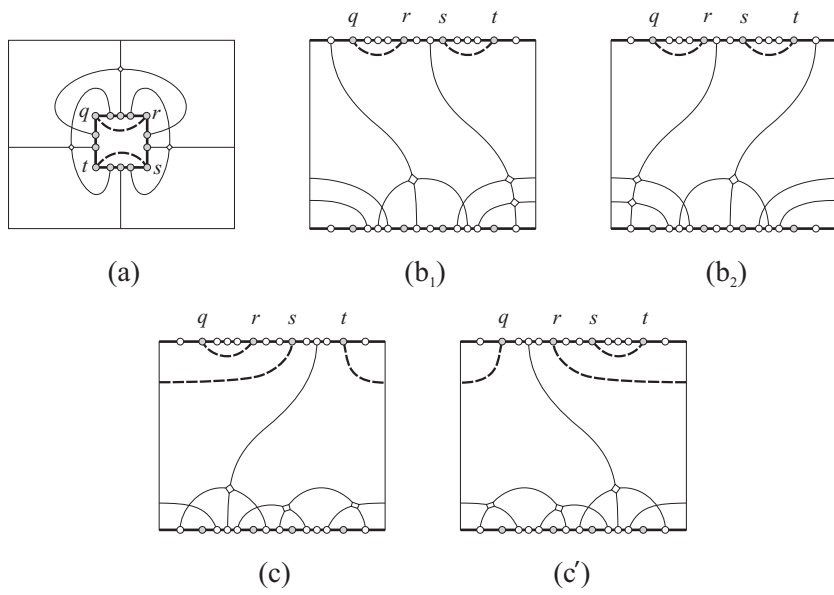 q r s t q r s t
q r
t s
(a) (b₁) (b₂)
q r s t q r s t
(c) (c′)